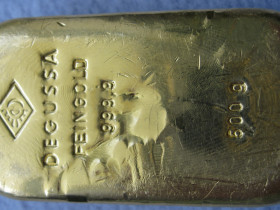 DEGUSSA
FEINGOLD
999.9
500 g